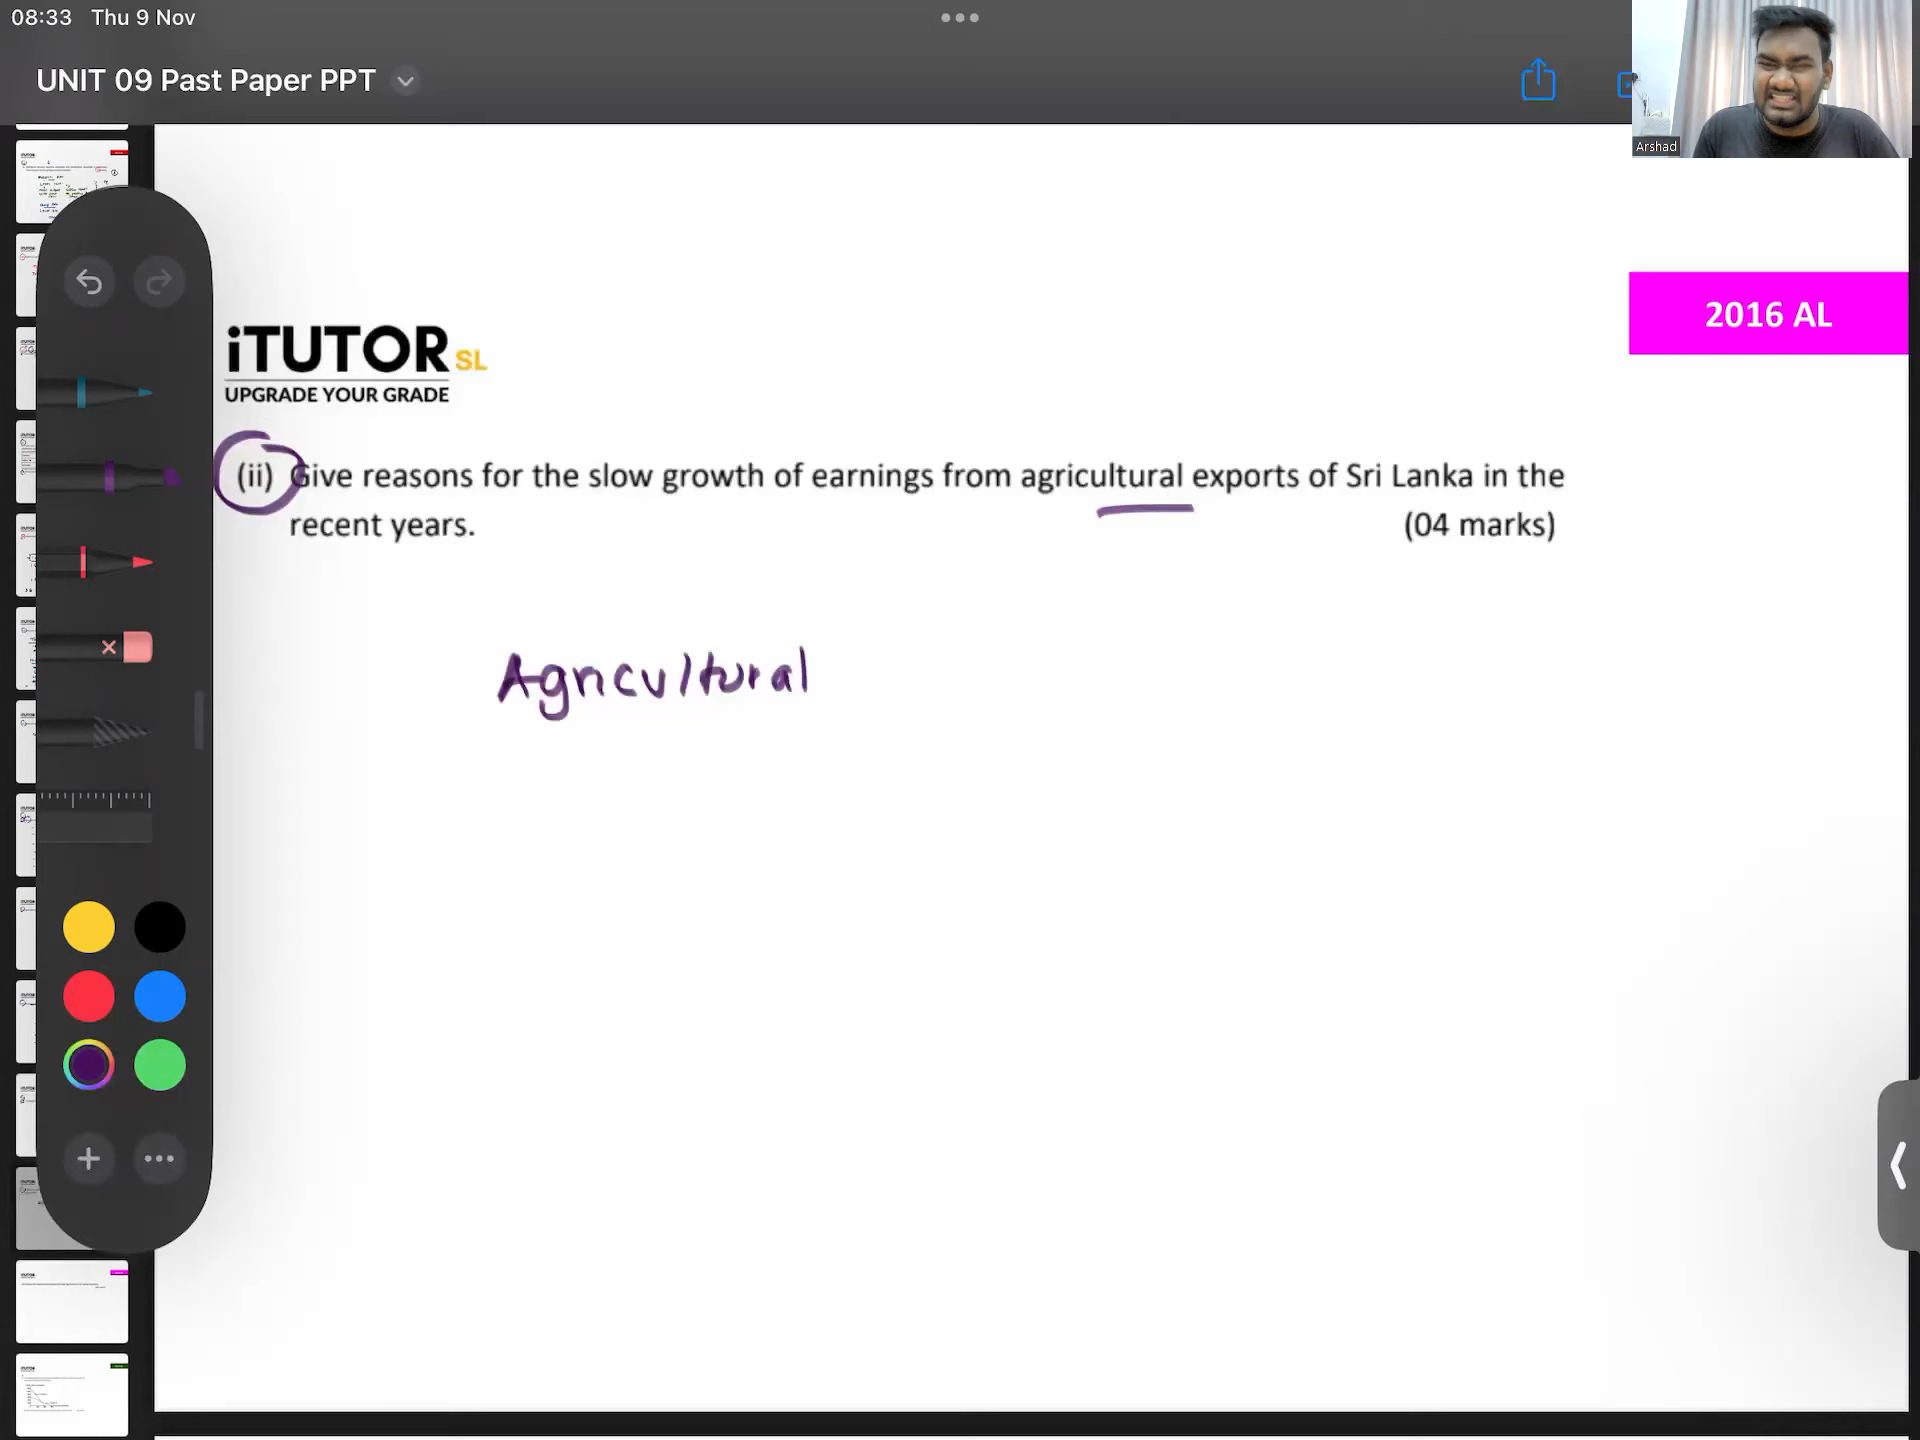 08:33 Thu 9 Nov
UNIT 09 Past Paper PPT
Arshad
2016 AL
iTUTOR SL
UPGRADE YOUR GRADE
(ii) Give reasons for the slow growth of earnings from agricultural exports of Sri Lanka in the
recent years. (04 marks)
Agricultural